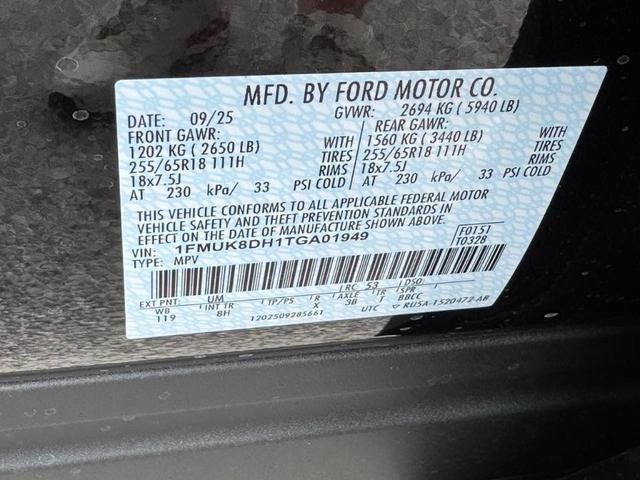 MFD. BY FORD MOTOR CO.
DATE: 09/25 GVWR: 2694 KG ( 5940 LB)
FRONT GAWR: REAR GAWR:
1202 KG ( 2650 LB) WITH 1560 KG ( 3440 LB) WITH
255/65R18 111H TIRES 255/65R18 111H TIRES
18x7.5J RIMS 18x7.5J RIMS
AT 230 kPa/ 33 PSI COLD AT 230 kPa/ 33 PSI COLD
THIS VEHICLE CONFORMS TO ALL APPLICABLE FEDERAL MOTOR
VEHICLE SAFETY AND THEFT PREVENTION STANDARDS IN
EFFECT ON THE DATE OF MANUFACTURE SHOWN ABOVE.
VIN: 1FMUK8DH1TGA01949 F0151
TYPE: MPV T0328
EXT PNT: UM RC: 53 DSO:
WB INT TR TP/PS R AXLE TR SPR
119 8H 3B I BBCC
1202509285661 UTC ▽ RU5A-1520472-AB